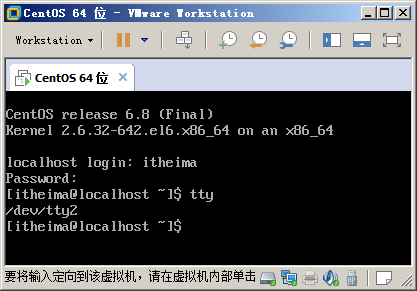 CentOS 64 位 - VMware Workstation
Workstation
CentOS 64 位
CentOS release 6.8 (Final)
Kernel 2.6.32-642.el6.x86_64 on an x86_64
localhost login: itheima
Password:
[itheima@localhost ~]$ tty
/dev/tty2
[itheima@localhost ~]$
要将输入定向到该虚拟机，请在虚拟机内部单击